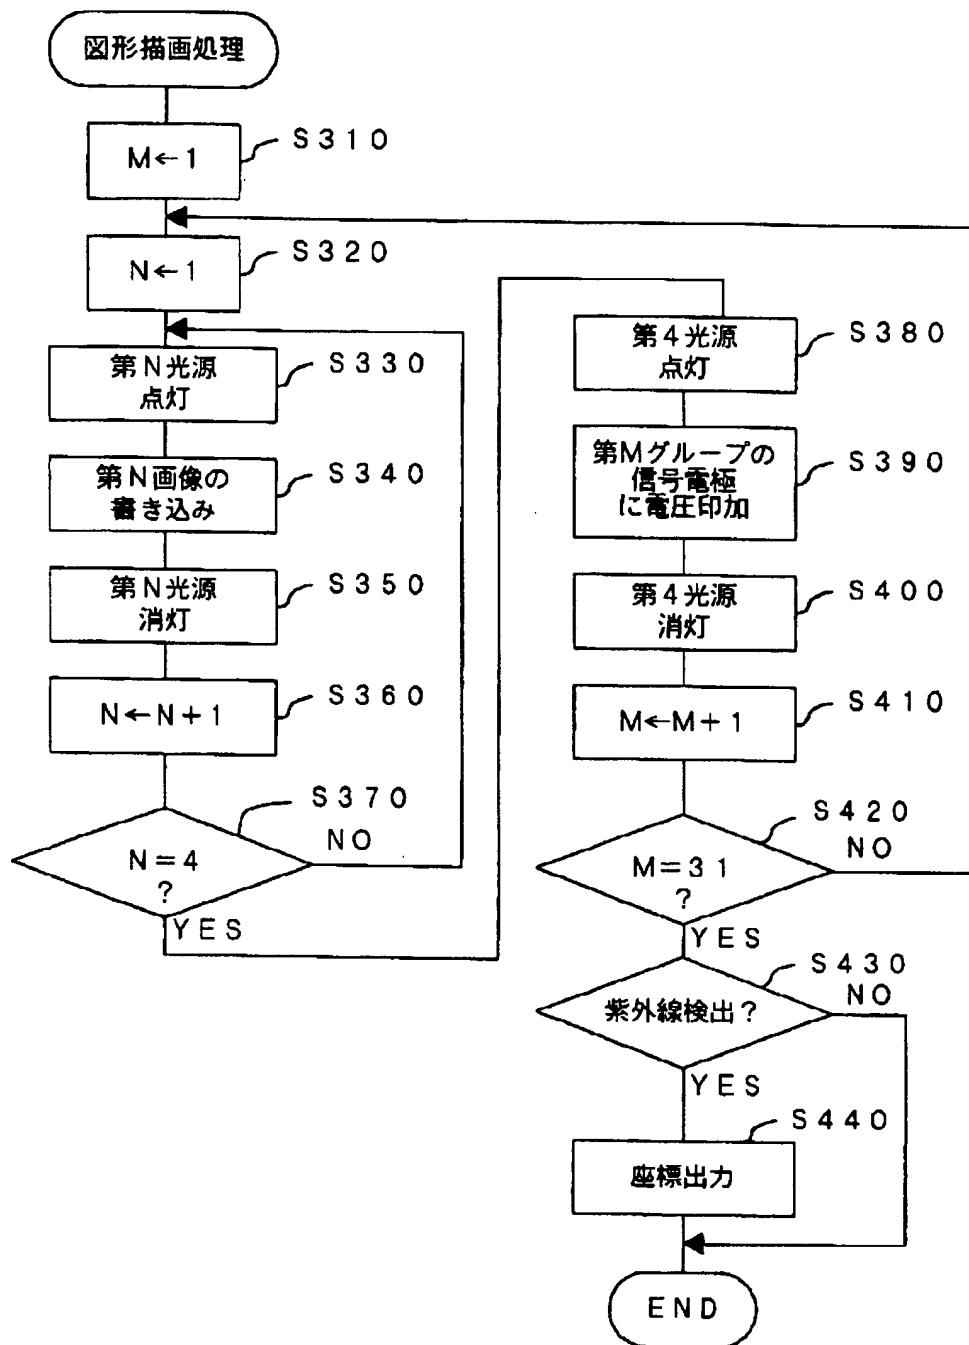 図形描画処理
M←1
S310
N←1
S320
第N光源
点灯
S330
第N画像の
書き込み
S340
第N光源
消灯
S350
N←N+1
S360
N=4
?
S370
NO
YES
第4光源
点灯
S380
第Mグループの
信号電極
に電圧印加
S390
第4光源
消灯
S400
M←M+1
S410
M=31
?
S420
NO
YES
紫外線検出?
S430
NO
YES
座標出力
S440
END